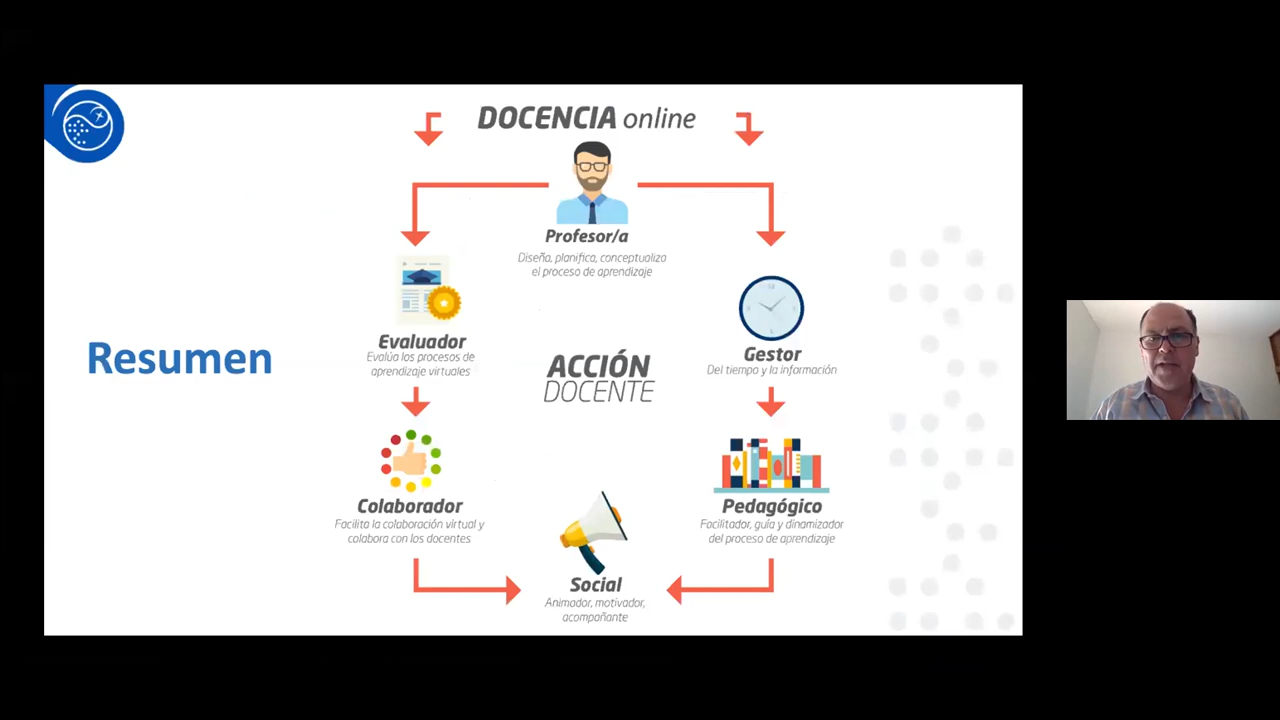 DOCENCIA online
Profesor/a
Diseña, planifica, conceptualiza
el proceso de aprendizaje
Resumen
Evaluador
Evalúa los procesos de
aprendizaje virtuales
ACCIÓN
DOCENTE
Gestor
Del tiempo y la información
Colaborador
Facilita la colaboración virtual y
colabora con los docentes
Pedagógico
Facilitador, guía y dinamizador
del proceso de aprendizaje
Social
Animador, motivador,
acompañante